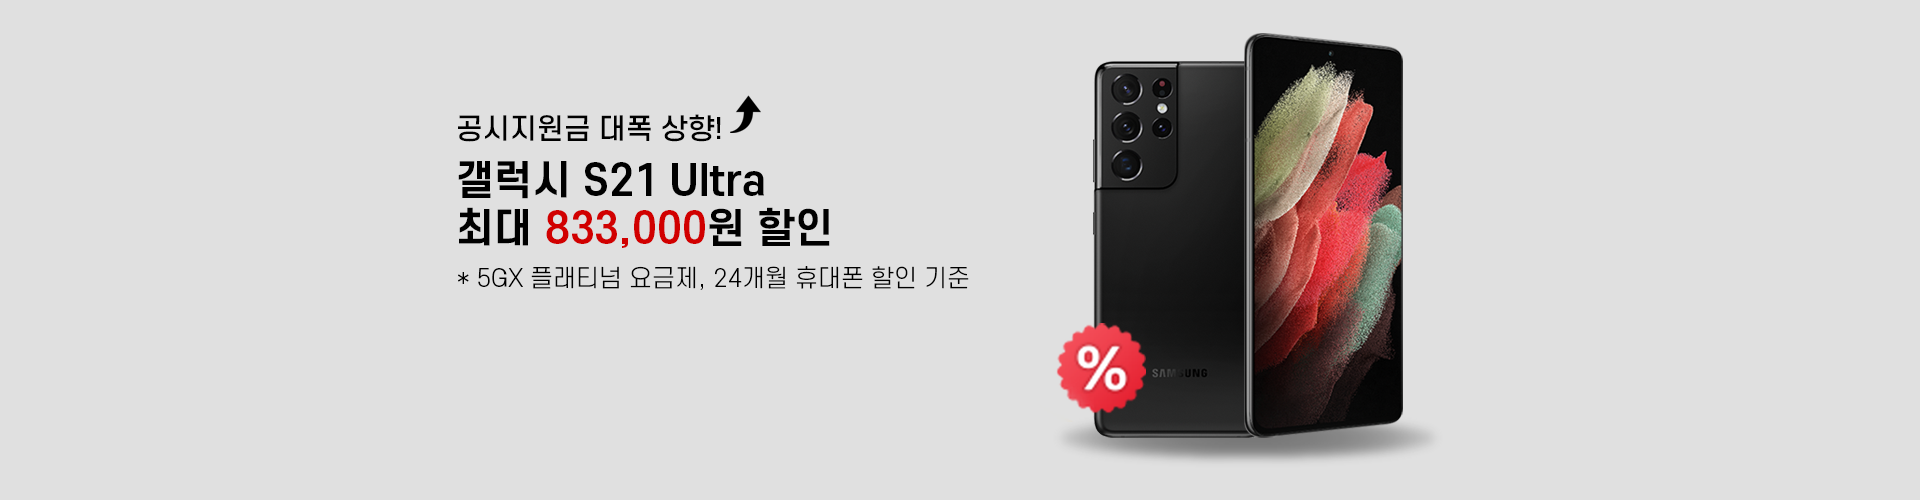 공시지원금 대폭 상향!
갤럭시 S21 Ultra
최대 833,000원 할인
* 5GX 플래티넘 요금제, 24개월 휴대폰 할인 기준
%
SAMSUNG